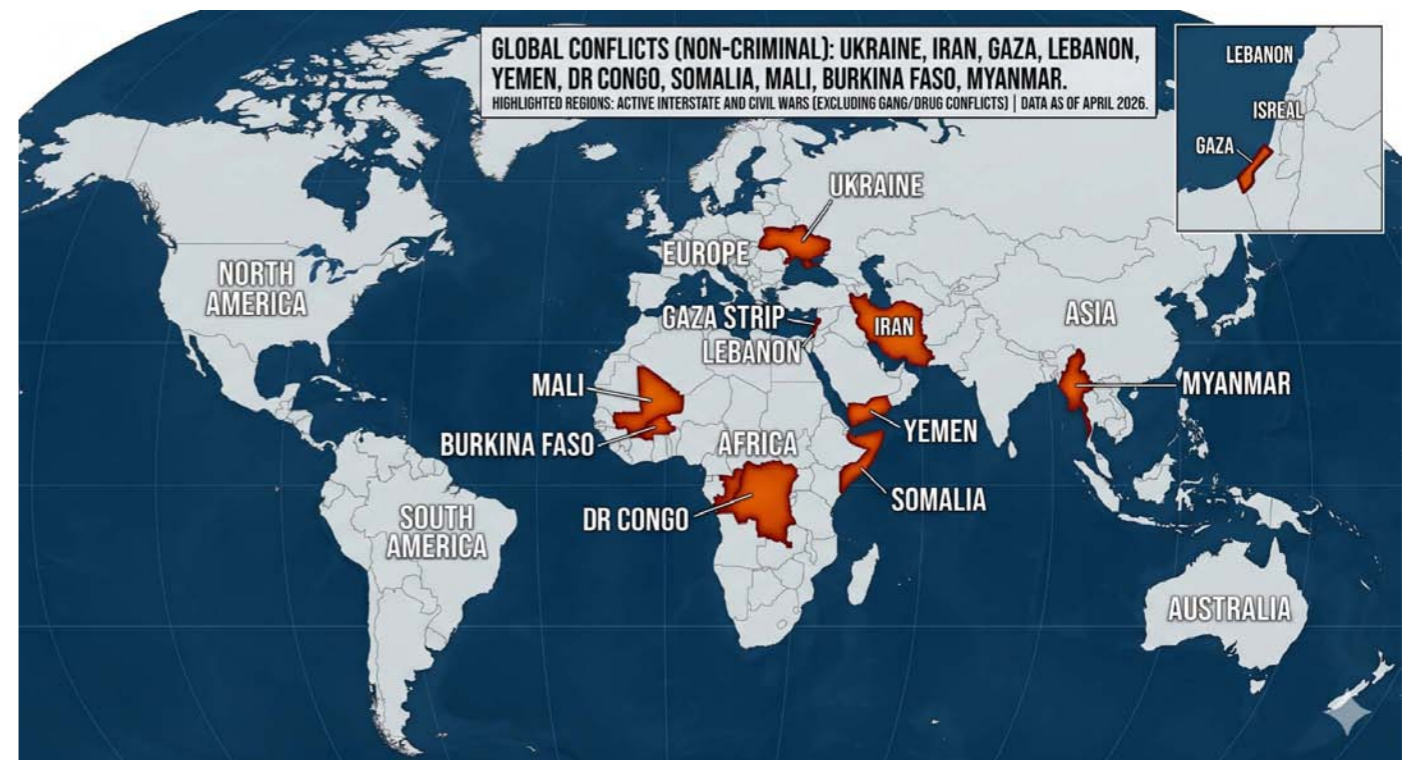 GLOBAL CONFLICTS (NON-CRIMINAL): UKRAINE, IRAN, GAZA, LEBANON,
YEMEN, DR CONGO, SOMALIA, MALI, BURKINA FASO, MYANMAR.
HIGHLIGHTED REGIONS: ACTIVE INTERSTATE AND CIVIL WARS (EXCLUDING GANG/DRUG CONFLICTS) | DATA AS OF APRIL 2026.
LEBANON
ISREAL
GAZA
UKRAINE
EUROPE
NORTH
AMERICA
GAZA STRIP
IRAN
ASIA
LEBANON
MALI
MYANMAR
BURKINA FASO
AFRICA
YEMEN
SOMALIA
DR CONGO
SOUTH
AMERICA
AUSTRALIA